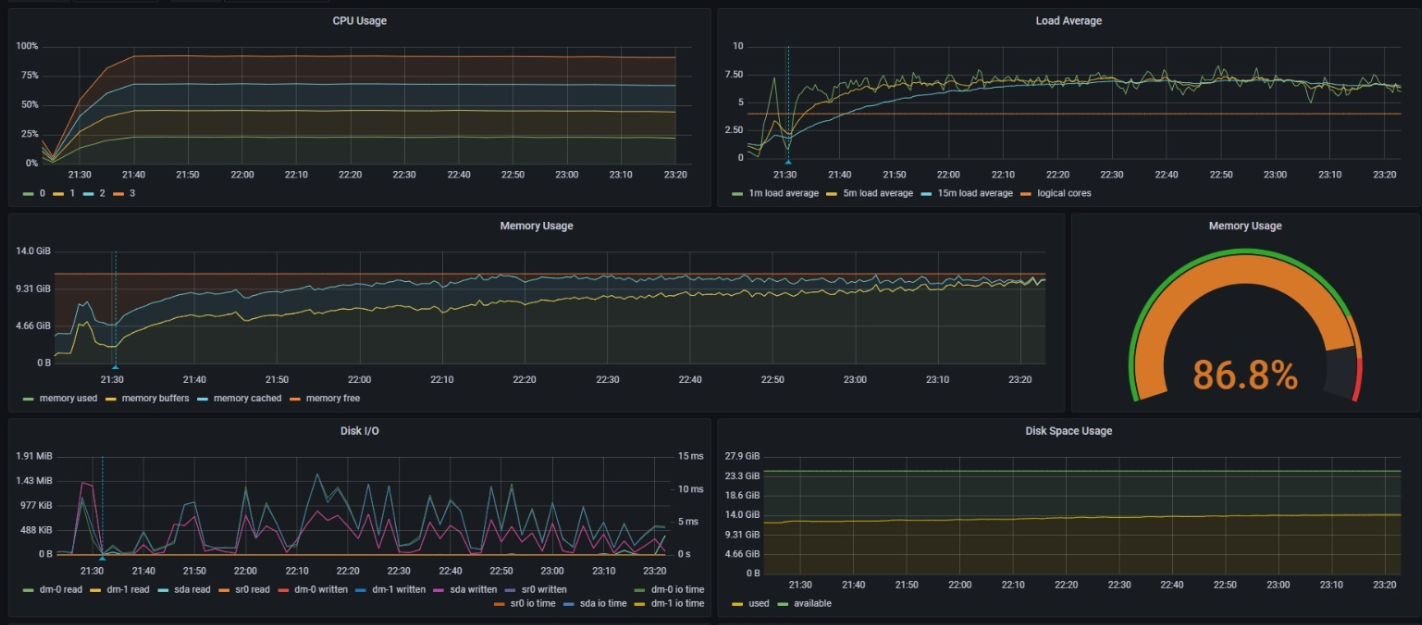 CPU Usage
100%
75%
50%
25%
0%
21:30 21:40 21:50 22:00 22:10 22:20 22:30 22:40 22:50 23:00 23:10 23:20
0 1 2 3
Load Average
10
7.50
5
2.50
0
21:30 21:40 21:50 22:00 22:10 22:20 22:30 22:40 22:50 23:00 23:10 23:20
1m load average 5m load average 15m load average logical cores
Memory Usage
14.0 GiB
9.31 GiB
4.66 GiB
0 B
21:30 21:40 21:50 22:00 22:10 22:20 22:30 22:40 22:50 23:00 23:10 23:20
memory used memory buffers memory cached memory free
Memory Usage
86.8%
Disk I/O
1.91 MiB 15 ms
1.43 MiB 10 ms
977 KiB
488 KiB 5 ms
0 B 0 s
21:30 21:40 21:50 22:00 22:10 22:20 22:30 22:40 22:50 23:00 23:10 23:20
dm-0 read dm-1 read sda read sr0 read dm-0 written dm-1 written sda written sr0 written dm-0 io time
sr0 io time sda io time dm-1 io time
Disk Space Usage
27.9 GiB
23.3 GiB
18.6 GiB
14.0 GiB
9.31 GiB
4.66 GiB
0 B
21:30 21:40 21:50 22:00 22:10 22:20 22:30 22:40 22:50 23:00 23:10 23:20
used available